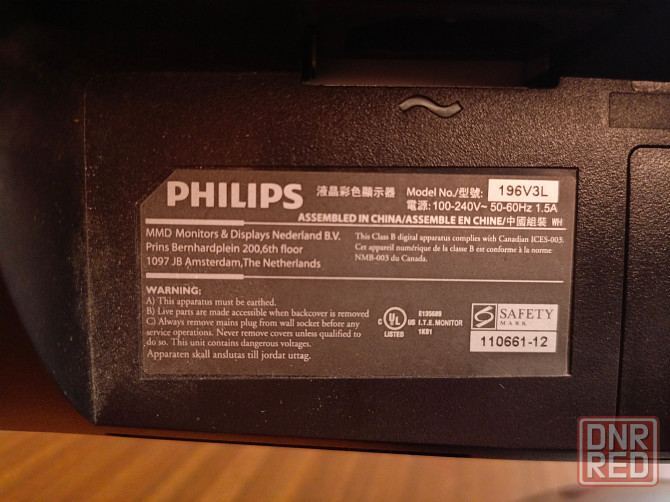 PHILIPS 液晶彩色顯示器 Model No./型號: 196V3L
電源: 100-240V~ 50-60Hz 1.5A
ASSEMBLED IN CHINA/ASSEMBLE EN CHINE/中國組裝 WH
MMD Monitors & Displays Nederland B.V.
Prins Bernhardplein 200,6th floor
1097 JB Amsterdam,The Netherlands
This Class B digital apparatus complies with Canadian ICES-003.
Cet appareil numérique de la classe B est conforme à la norme
NMB-003 du Canada.
WARNING:
A) This apparatus must be earthed.
B) Live parts are made accessible when backcover is removed
C) Always remove mains plug from wall socket before any
service operations. Never remove covers unless qualified to
do so. This unit contains dangerous voltages.
Apparaten skall anslutas till jordat uttag.
C UL US
LISTED
E135689
I.T.E. MONITOR
1K81
S SAFETY
MARK
110661-12
DNR
RED